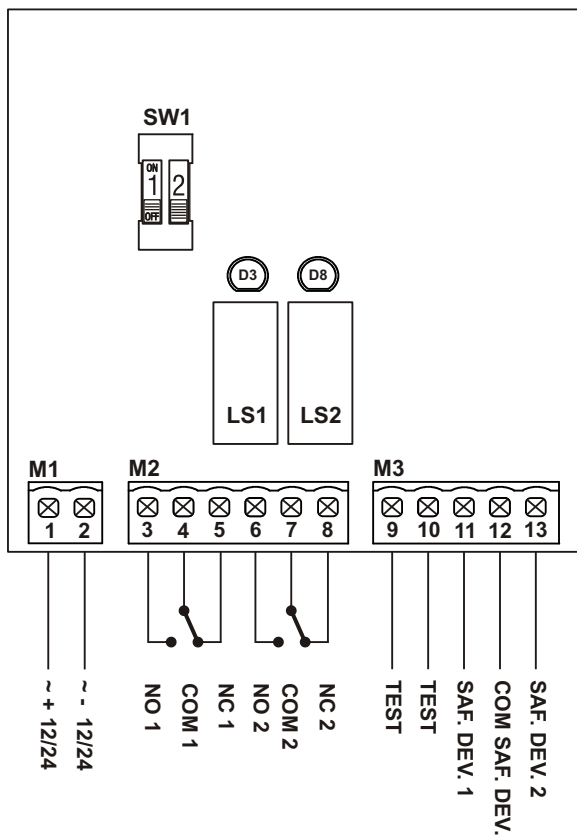 SW1
ON
1 2
OFF
D3 D8
LS1 LS2
M1 M2 M3
1 2 3 4 5 6 7 8 9 10 11 12 13
~ + 12/24
~ - 12/24
NO 1
COM 1
NC 1
NO 2
COM 2
NC 2
TEST
TEST
SAF. DEV. 1
COM SAF. DEV.
SAF. DEV. 2